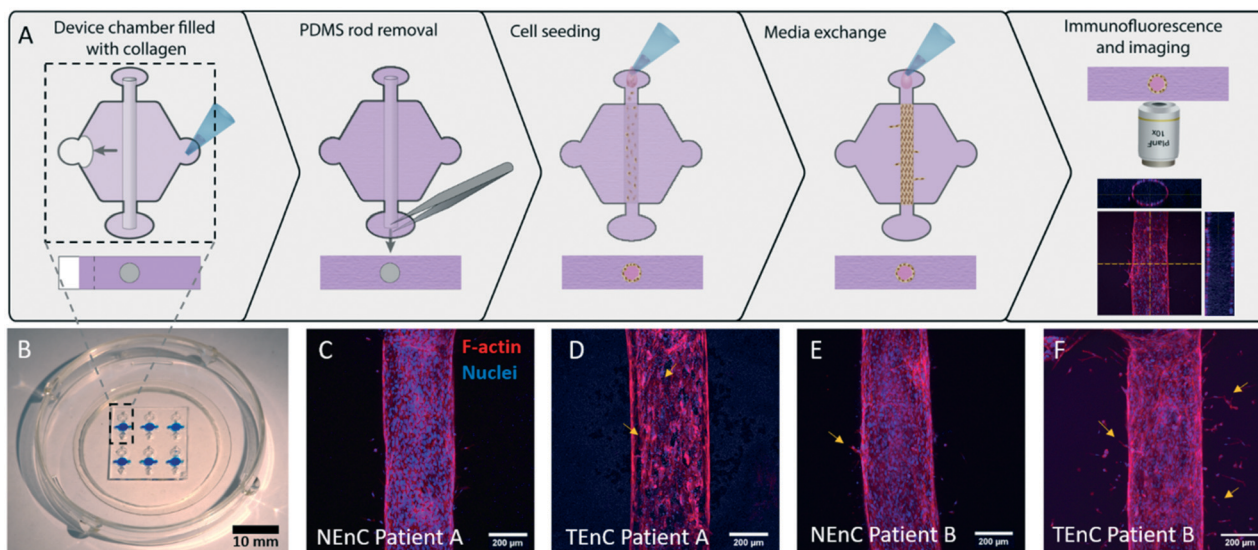 A
Device chamber filled
with collagen
PDMS rod removal
Cell seeding
Media exchange
Immunofluorescence
and imaging
PlanF
10x
B
10 mm
C
F-actin
Nuclei
NEnC Patient A
200 µm
D
TEnC Patient A
200 µm
E
NEnC Patient B
200 µm
F
TEnC Patient B
200 µm